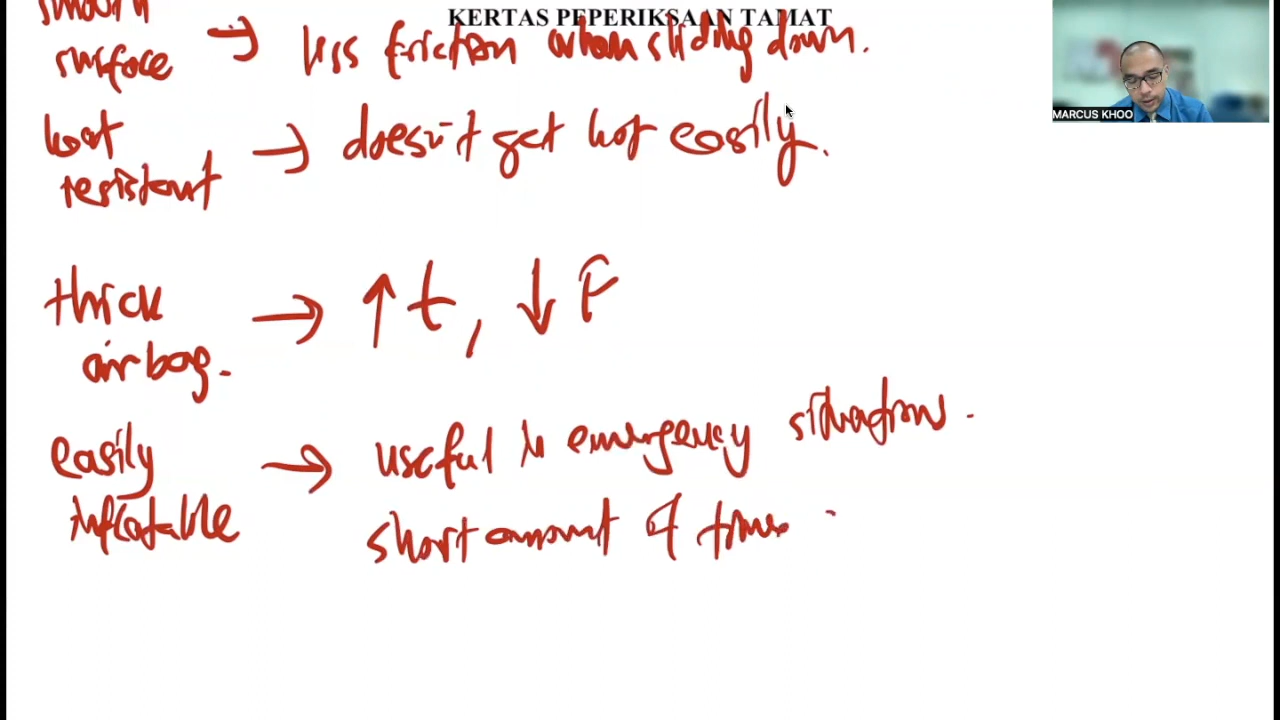 KERTAS PEPERIKSAAN TAMAT
smooth
surface → less friction when sliding down.
MARCUS KHOO
heat
resistant → doesn't get hot easily.
thick
airbag. → ↑ t, ↓ F
easily
inflatable → useful in emergency situations.
short amount of time.